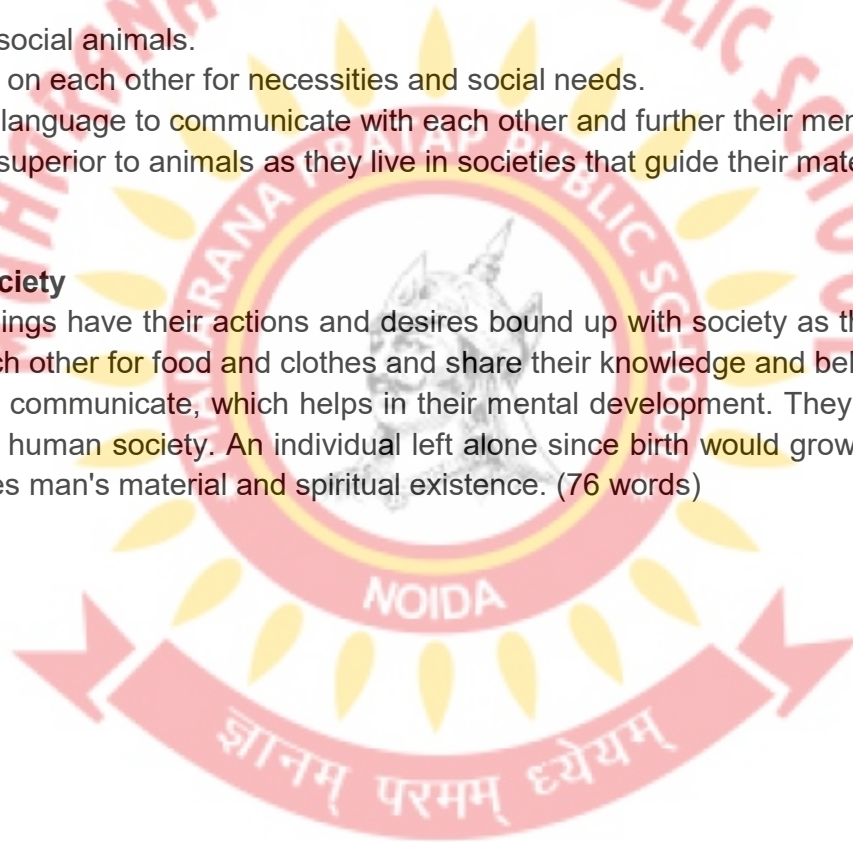 social animals.
on each other for necessities and social needs.
language to communicate with each other and further their men
superior to animals as they live in societies that guide their mate
ciety
ings have their actions and desires bound up with society as th
ch other for food and clothes and share their knowledge and bel
communicate, which helps in their mental development. They
human society. An individual left alone since birth would grow
es man's material and spiritual existence. (76 words)
MAHARANA PRATAP PUBLIC SCHOOL
NOIDA
ज्ञानम् परमम् ध्येयम्